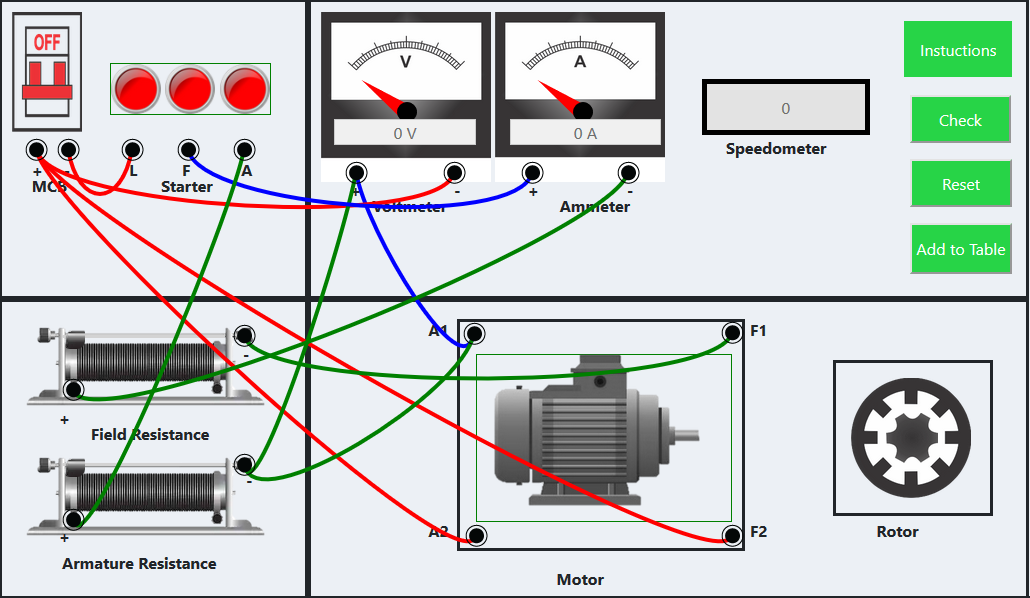 OFF
+
-
MCB
L
F
A
Starter
V
0 V
+
-
Voltmeter
A
0 A
+
-
Ammeter
0
Speedometer
Instuctions
Check
Reset
Add to Table
-
+
Field Resistance
-
+
Armature Resistance
A1
F1
A2
F2
Motor
Rotor